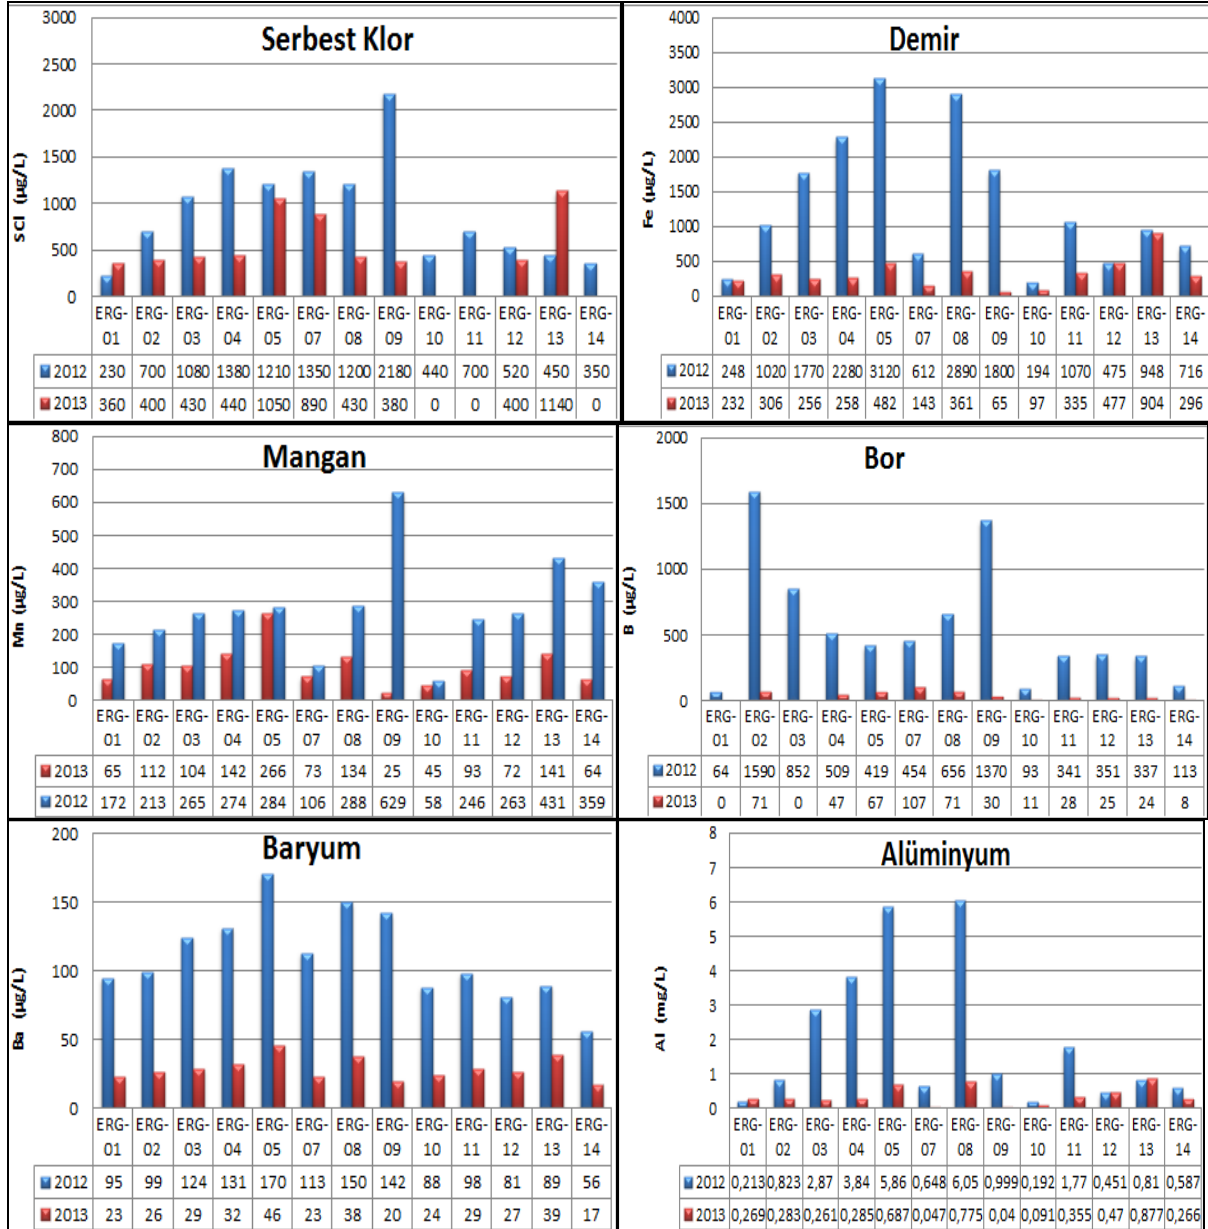 Serbest Klor
SCl (µg/L)
3000
2500
2000
1500
1000
500
0
ERG-01 ERG-02 ERG-03 ERG-04 ERG-05 ERG-07 ERG-08 ERG-09 ERG-10 ERG-11 ERG-12 ERG-13 ERG-14
2012 230 700 1080 1380 1210 1350 1200 2180 440 700 520 450 350
2013 360 400 430 440 1050 890 430 380 0 0 400 1140 0
Demir
Fe (µg/L)
4000
3500
3000
2500
2000
1500
1000
500
0
ERG-01 ERG-02 ERG-03 ERG-04 ERG-05 ERG-07 ERG-08 ERG-09 ERG-10 ERG-11 ERG-12 ERG-13 ERG-14
2012 248 1020 1770 2280 3120 612 2890 1800 194 1070 475 948 716
2013 232 306 256 258 482 143 361 65 97 335 477 904 296
Mangan
Mn (µg/L)
800
700
600
500
400
300
200
100
0
ERG-01 ERG-02 ERG-03 ERG-04 ERG-05 ERG-07 ERG-08 ERG-09 ERG-10 ERG-11 ERG-12 ERG-13 ERG-14
2013 65 112 104 142 266 73 134 25 45 93 72 141 64
2012 172 213 265 274 284 106 288 629 58 246 263 431 359
Bor
B (µg/L)
2000
1500
1000
500
0
ERG-01 ERG-02 ERG-03 ERG-04 ERG-05 ERG-07 ERG-08 ERG-09 ERG-10 ERG-11 ERG-12 ERG-13 ERG-14
2012 64 1590 852 509 419 454 656 1370 93 341 351 337 113
2013 0 71 0 47 67 107 71 30 11 28 25 24 8
Baryum
Ba (µg/L)
200
150
100
50
0
ERG-01 ERG-02 ERG-03 ERG-04 ERG-05 ERG-07 ERG-08 ERG-09 ERG-10 ERG-11 ERG-12 ERG-13 ERG-14
2012 95 99 124 131 170 113 150 142 88 98 81 89 56
2013 23 26 29 32 46 23 38 20 24 29 27 39 17
Alüminyum
Al (mg/L)
8
7
6
5
4
3
2
1
0
ERG-01 ERG-02 ERG-03 ERG-04 ERG-05 ERG-07 ERG-08 ERG-09 ERG-10 ERG-11 ERG-12 ERG-13 ERG-14
2012 0,213 0,823 2,87 3,84 5,86 0,648 6,05 0,999 0,192 1,77 0,451 0,81 0,587
2013 0,269 0,283 0,261 0,285 0,687 0,047 0,775 0,04 0,091 0,355 0,47 0,877 0,266